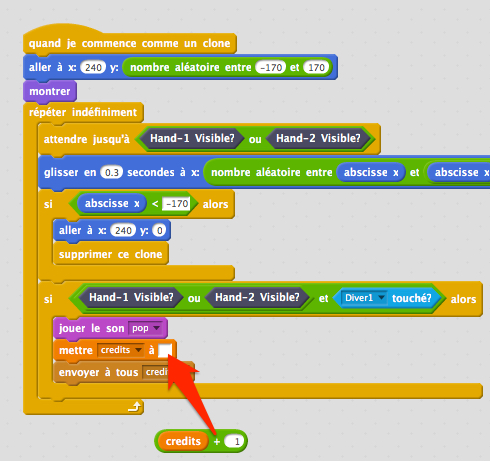 quand je commence comme un clone
aller à x: 240 y: nombre aléatoire entre -170 et 170
montrer
répéter indéfiniment
attendre jusqu'à Hand-1 Visible? ou Hand-2 Visible?
glisser en 0.3 secondes à x: nombre aléatoire entre abscisse x et abscisse x
si abscisse x < -170 alors
aller à x: 240 y: 0
supprimer ce clone
si Hand-1 Visible? ou Hand-2 Visible? et Diver1 touché? alors
jouer le son pop
mettre credits à
envoyer à tous
credits + 1